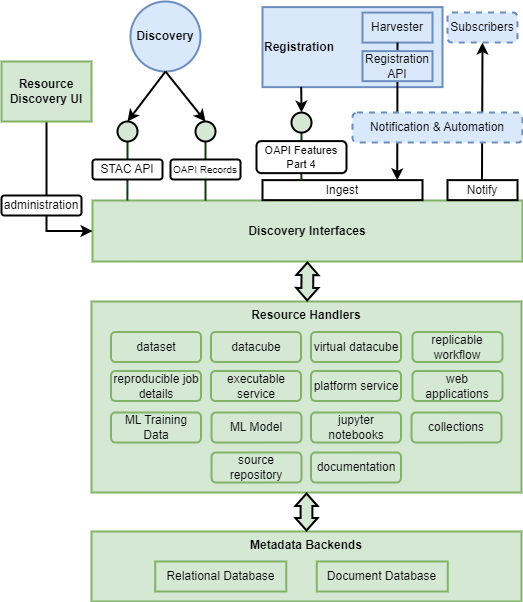 Discovery
Registration
Harvester
Registration
API
Subscribers
Resource
Discovery UI
Notification & Automation
STAC API
OAPI Records
OAPI Features
Part 4
administration
Ingest
Notify
Discovery Interfaces
Resource Handlers
dataset
datacube
virtual datacube
replicable
workflow
reproducible job
details
executable
service
platform service
web
applications
ML Training
Data
ML Model
jupyter
notebooks
collections
source
repository
documentation
Metadata Backends
Relational Database
Document Database